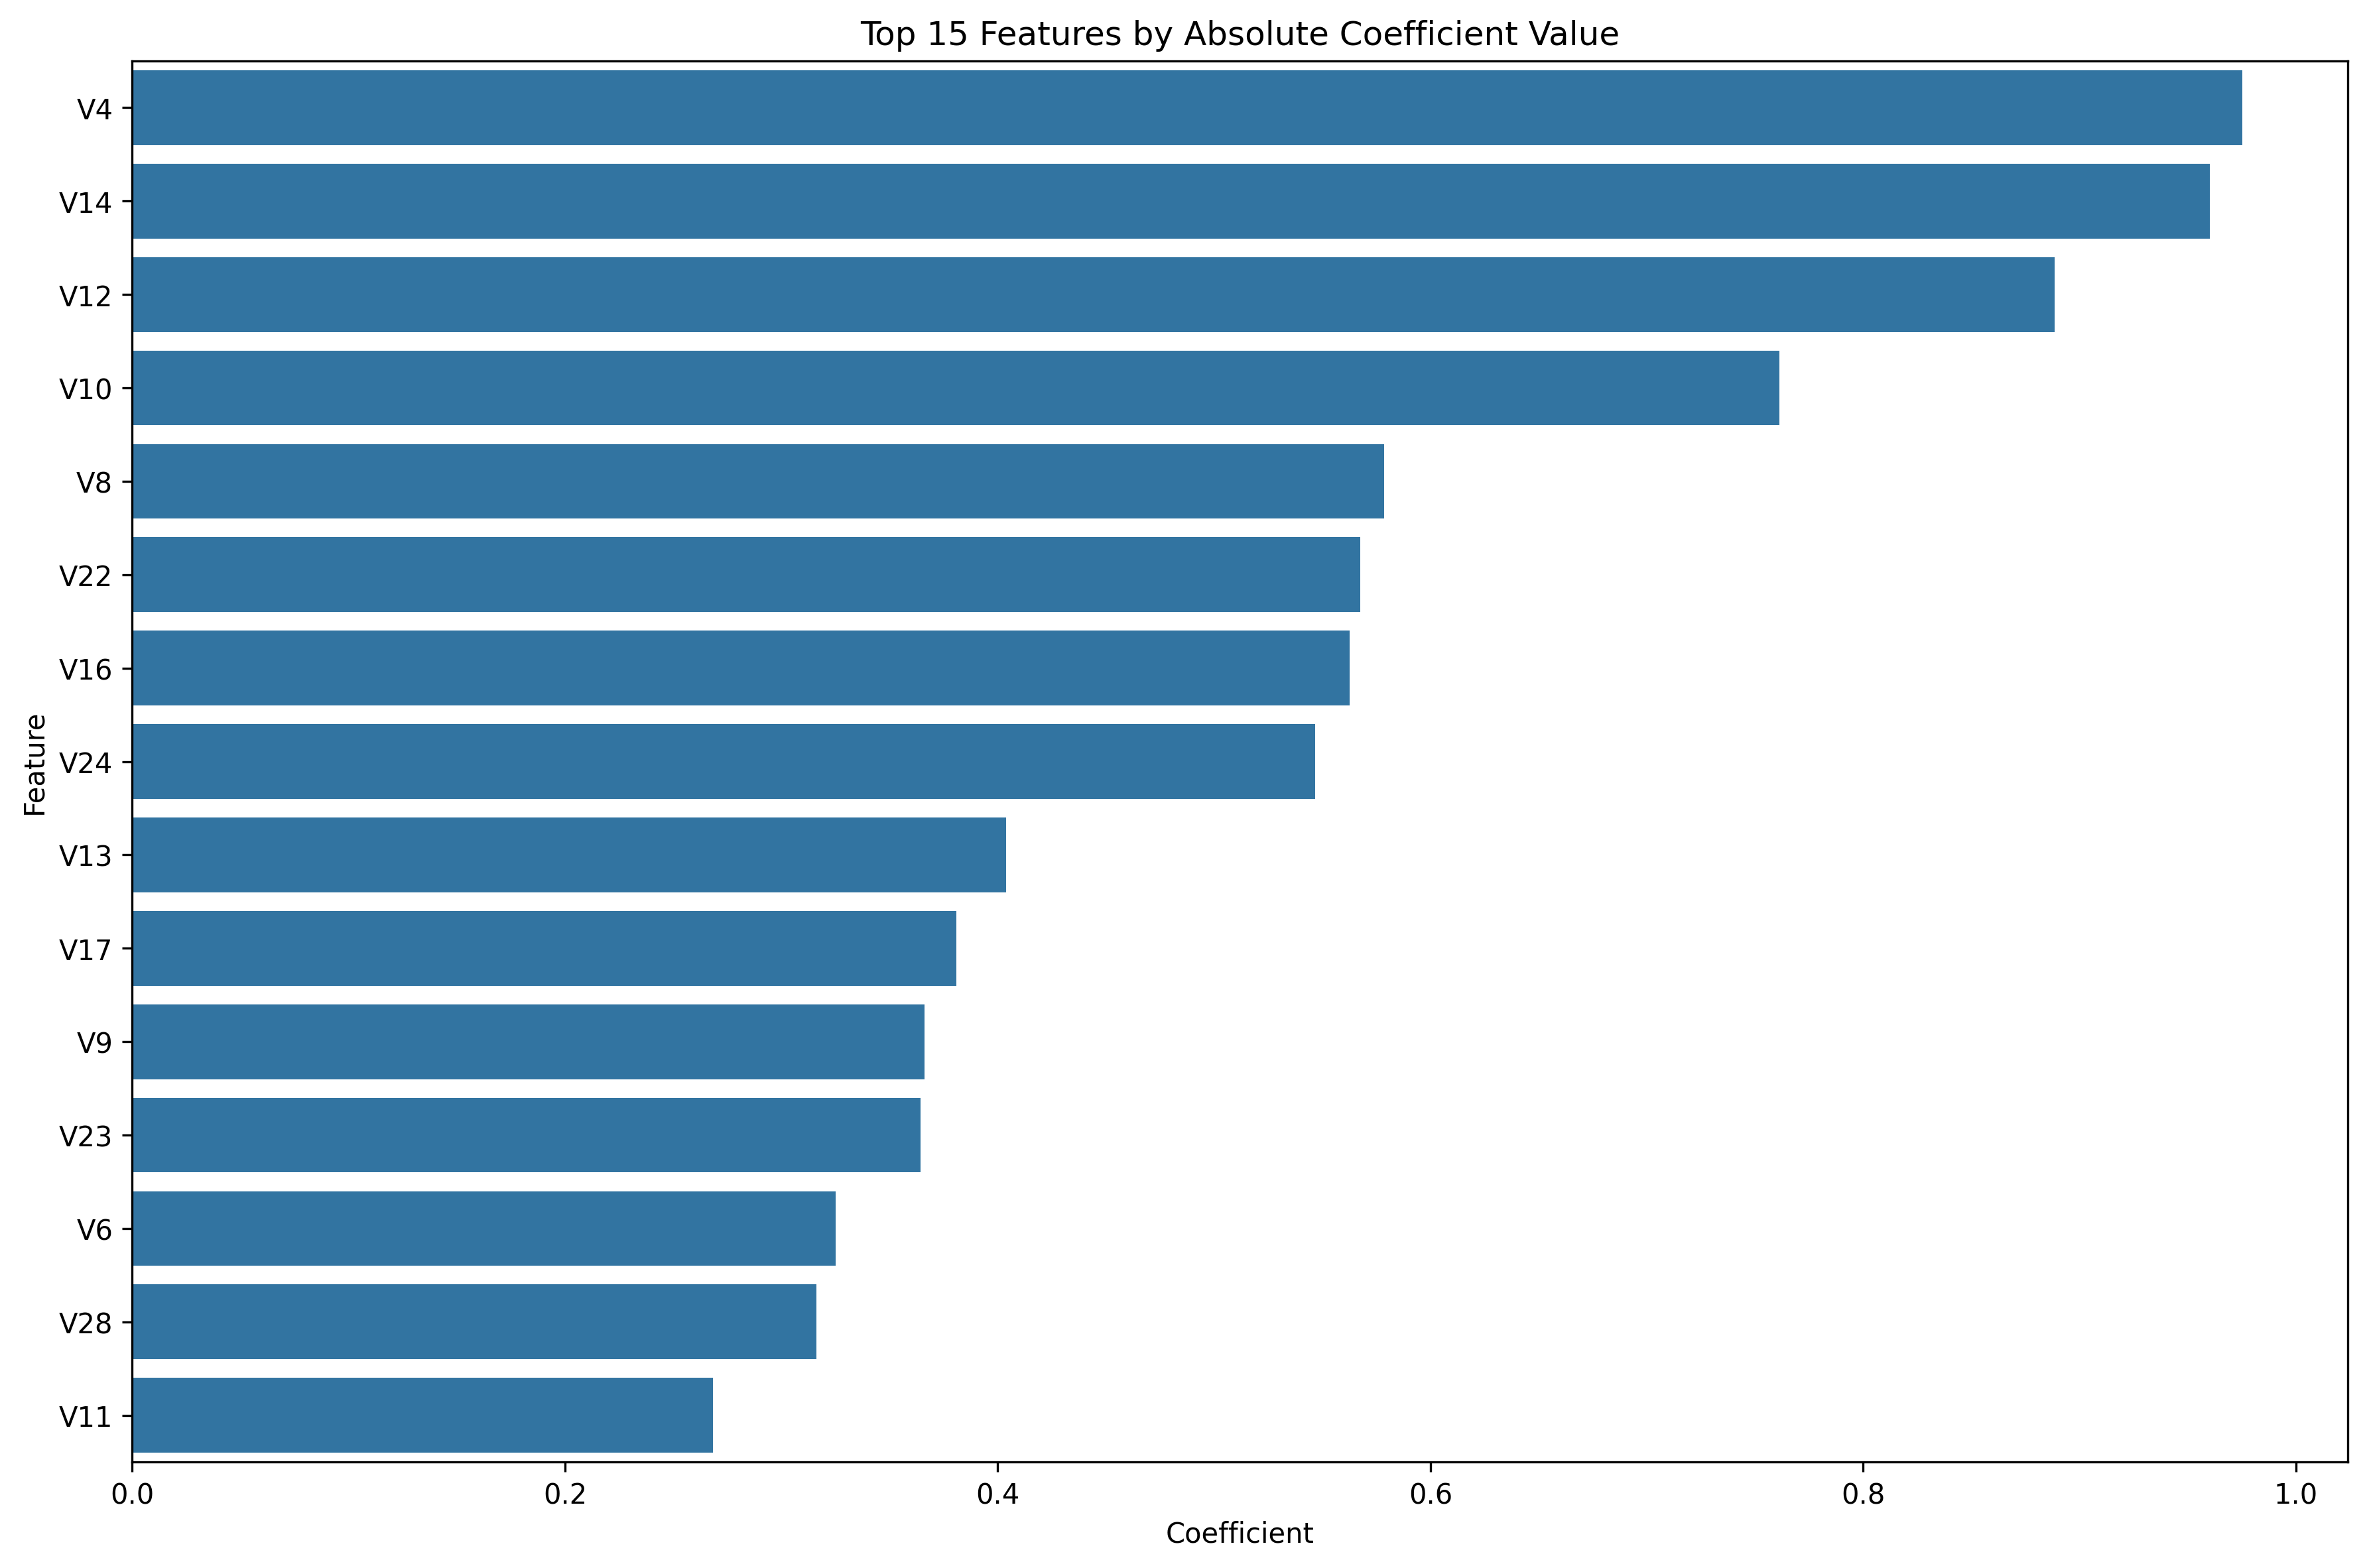 Top 15 Features by Absolute Coefficient Value
V4
V14
V12
V10
V8
V22
V16
V24
V13
V17
V9
V23
V6
V28
V11
Feature
0.0 0.2 0.4 0.6 0.8 1.0
Coefficient